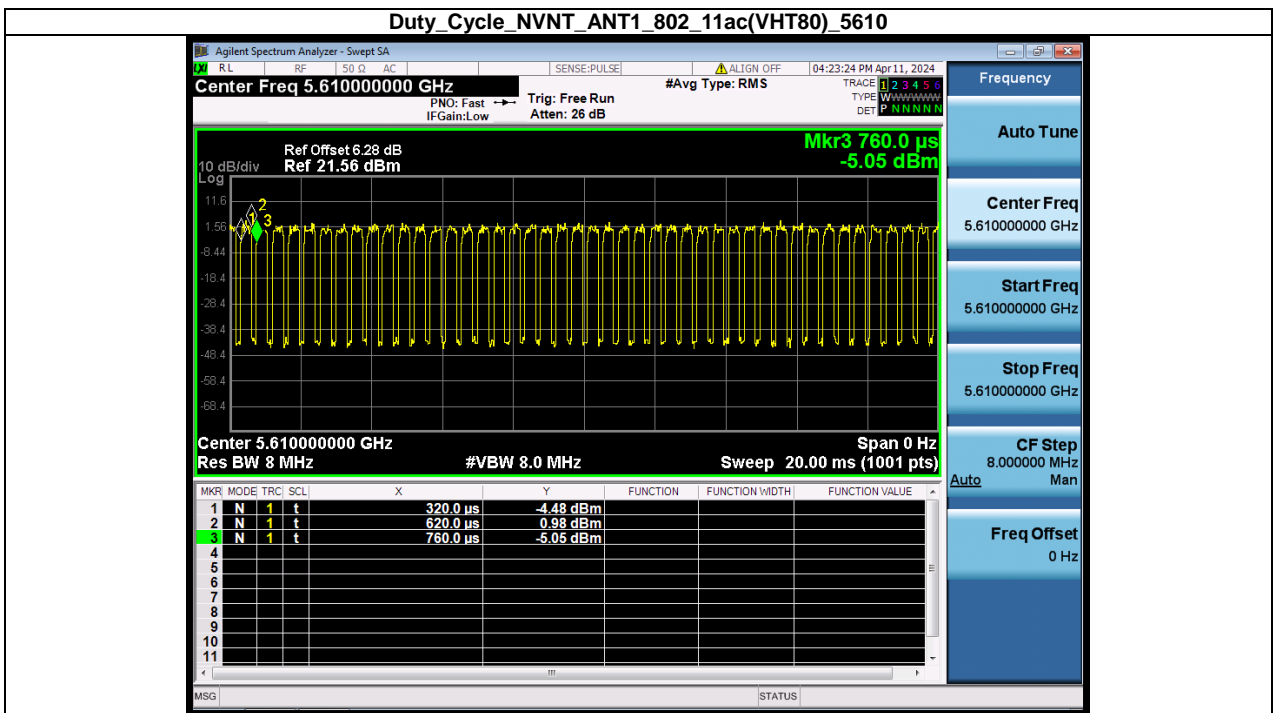 Duty_Cycle_NVNT_ANT1_802_11ac(VHT80)_5610
Agilent Spectrum Analyzer - Swept SA
LXI RL RF 50 Ω AC SENSE:PULSE ALIGN OFF 04:23:24 PM Apr 11, 2024
Center Freq 5.610000000 GHz
PNO: Fast
IFGain:Low
Trig: Free Run
Atten: 26 dB
#Avg Type: RMS
TRACE 1 2 3 4 5 6
TYPE WWWWWW
DET P N N N N N
Ref Offset 6.28 dB
10 dB/div Ref 21.56 dBm
Log
Mkr3 760.0 µs
-5.05 dBm
11.6
1.56
-8.44
-18.4
-28.4
-38.4
-48.4
-58.4
-68.4
1
2
3
Center 5.610000000 GHz Span 0 Hz
Res BW 8 MHz #VBW 8.0 MHz Sweep 20.00 ms (1001 pts)
MKR MODE TRC SCL X Y FUNCTION FUNCTION WIDTH FUNCTION VALUE
1 N 1 t 320.0 µs -4.48 dBm
2 N 1 t 620.0 µs 0.98 dBm
3 N 1 t 760.0 µs -5.05 dBm
4
5
6
7
8
9
10
11
MSG STATUS
Frequency
Auto Tune
Center Freq
5.610000000 GHz
Start Freq
5.610000000 GHz
Stop Freq
5.610000000 GHz
CF Step
8.000000 MHz
Auto Man
Freq Offset
0 Hz